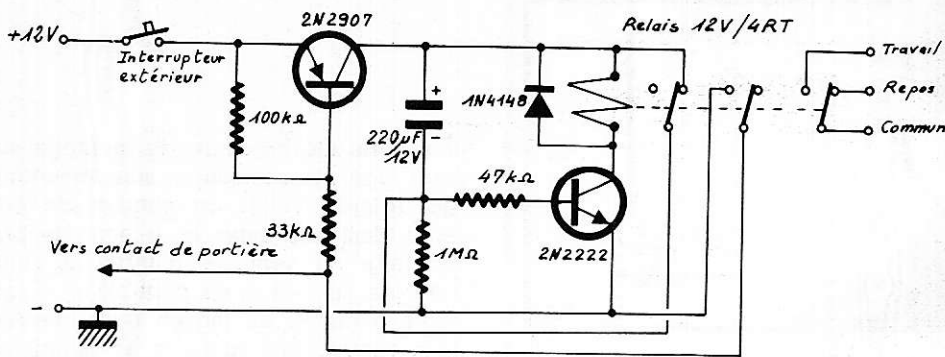 2N2907
Relais 12V/4RT
+12V
Interrupteur
extérieur
Travail
Repos
Commun
100kΩ
+
220µF
/12V
-
1N4148
47kΩ
33kΩ
1MΩ
2N2222
Vers contact de portière
-